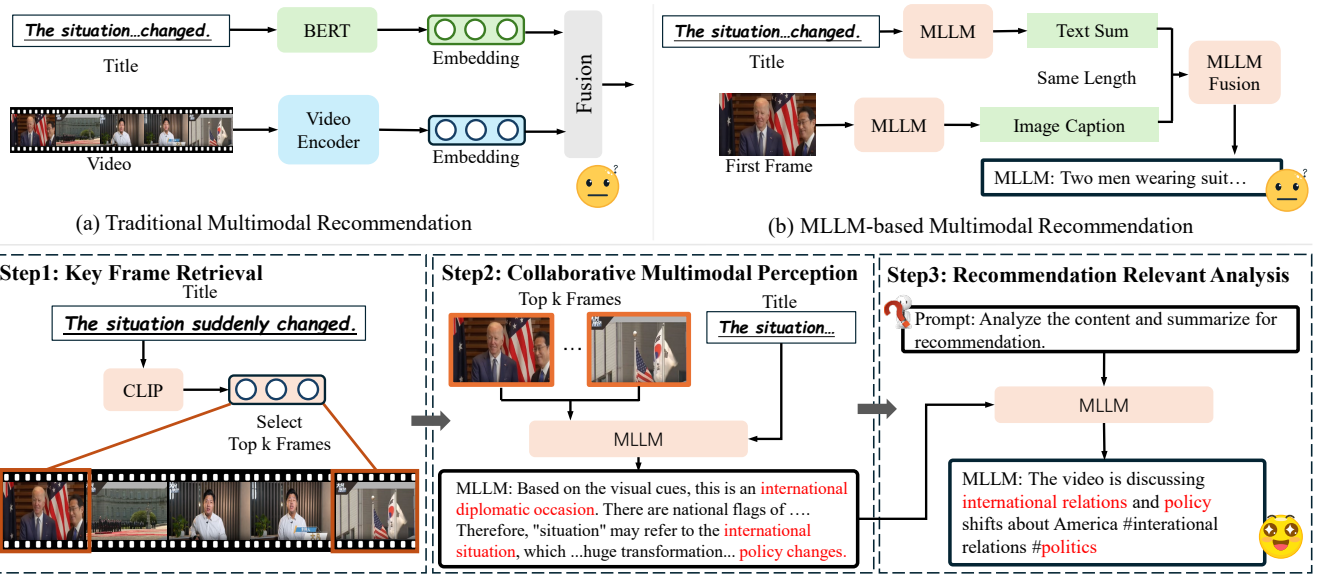 The situation…changed.
BERT
Embedding
Title
Video
Encoder
Embedding
Video
Fusion
?
(a) Traditional Multimodal Recommendation
The situation…changed.
MLLM
Text Sum
Title
Same Length
MLLM
Fusion
MLLM
Image Caption
First Frame
MLLM: Two men wearing suit…
?
(b) MLLM-based Multimodal Recommendation
Step1: Key Frame Retrieval
Title
The situation suddenly changed.
CLIP
Select
Top k Frames
Step2: Collaborative Multimodal Perception
Top k Frames
Title
…
The situation…
MLLM
MLLM: Based on the visual cues, this is an international
diplomatic occasion. There are national flags of ….
Therefore, "situation" may refer to the international
situation, which ...huge transformation... policy changes.
Step3: Recommendation Relevant Analysis
Prompt: Analyze the content and summarize for
recommendation.
MLLM
MLLM: The video is discussing
international relations and policy
shifts about America #interational
relations #politics